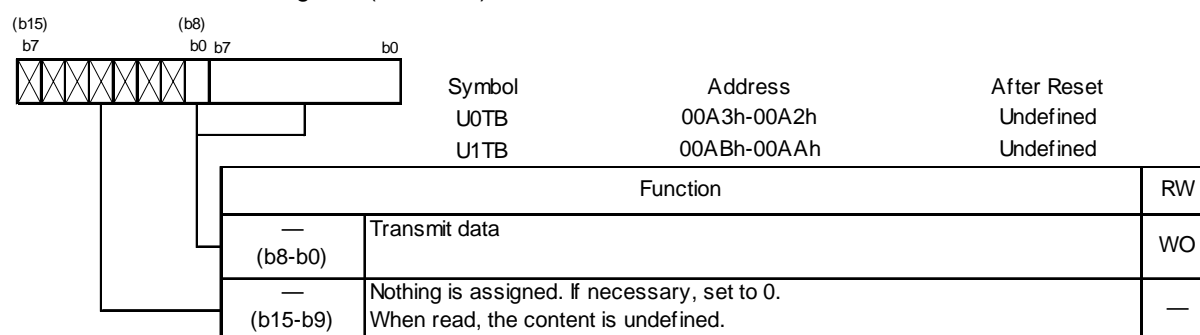 (b15) (b8)
b7 b0 b7 b0
Symbol Address After Reset
U0TB 00A3h-00A2h Undefined
U1TB 00ABh-00AAh Undefined
Function RW
— Transmit data
(b8-b0) WO
— Nothing is assigned. If necessary, set to 0.
(b15-b9) When read, the content is undefined. —